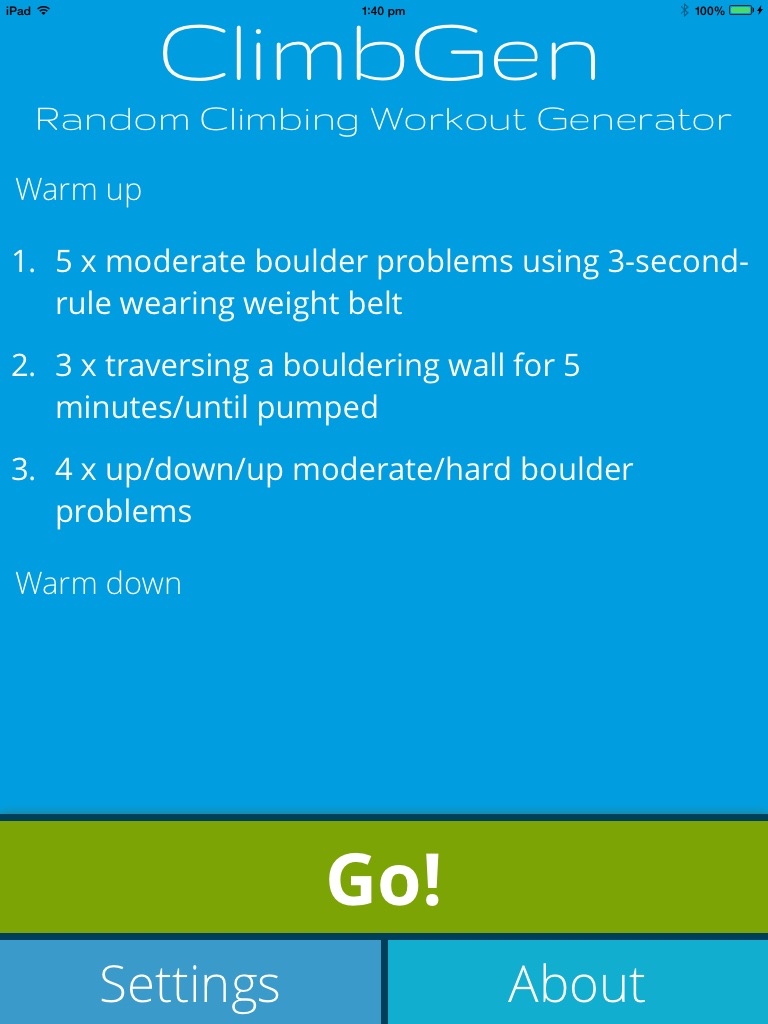 iPad 1:40 pm 100%
ClimbGen
Random Climbing Workout Generator
Warm up
1. 5 x moderate boulder problems using 3-second-
rule wearing weight belt
2. 3 x traversing a bouldering wall for 5
minutes/until pumped
3. 4 x up/down/up moderate/hard boulder
problems
Warm down
Go!
Settings About